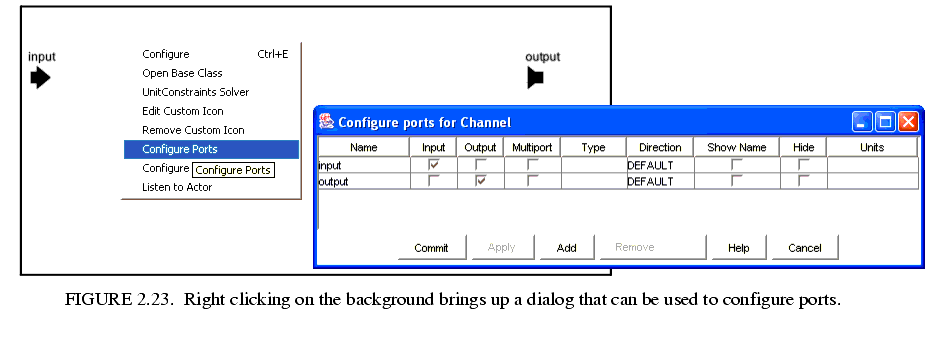 input
output
Configure Ctrl+E
Open Base Class
UnitConstraints Solver
Edit Custom Icon
Remove Custom Icon
Configure Ports
Configure
Configure Ports
Listen to Actor
Configure ports for Channel
Name Input Output Multiport Type Direction Show Name Hide Units
input DEFAULT
output DEFAULT
Commit Apply Add Remove Help Cancel
FIGURE 2.23. Right clicking on the background brings up a dialog that can be used to configure ports.